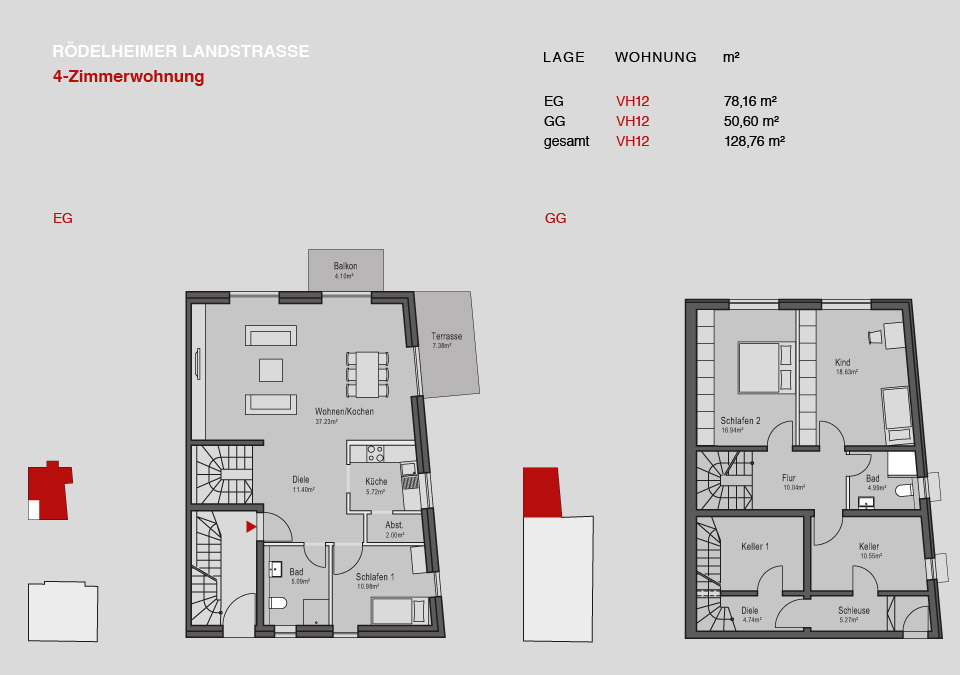 RÖDELHEIMER LANDSTRASSE
4-Zimmerwohnung
LAGE WOHNUNG m²
EG VH12 78,16 m²
GG VH12 50,60 m²
gesamt VH12 128,76 m²
EG
GG
Balkon
4.10m²
Terrasse
7.38m²
Wohnen/Kochen
37.23m²
Diele
11.40m²
Küche
5.72m²
Abst.
2.00m²
Bad
5.09m²
Schlafen 1
10.98m²
Kind
18.63m²
Schlafen 2
16.94m²
Flur
10.04m²
Bad
4.99m²
Keller 1
Keller
10.55m²
Diele
4.74m²
Schleuse
5.27m²